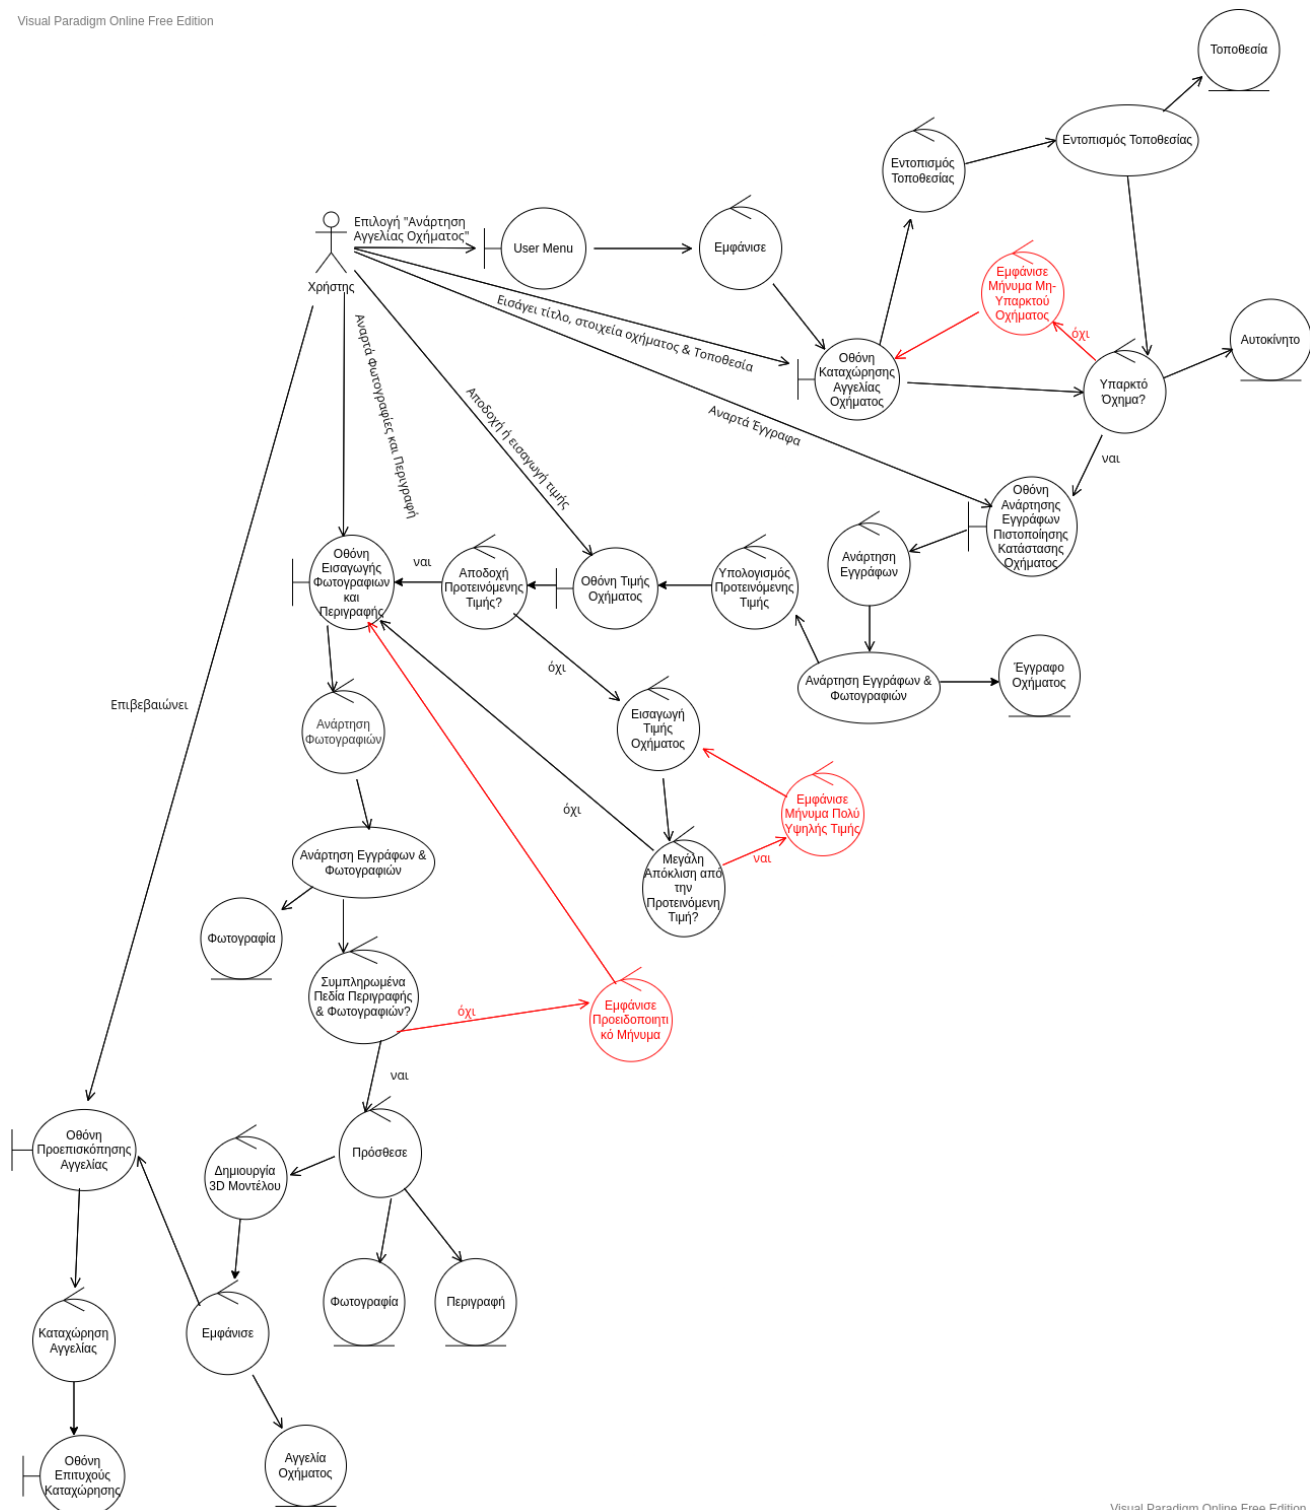 Visual Paradigm Online Free Edition
Τοποθεσία
Εντοπισμός Τοποθεσίας
Εντοπισμός
Τοποθεσίας
Επιλογή "Ανάρτηση
Αγγελίας Οχήματος"
User Menu
Εμφάνισε
Χρήστης
Εμφάνισε
Μήνυμα Μη-
Υπαρκτού
Οχήματος
όχι
Αυτοκίνητο
Εισάγει τίτλο, στοιχεία οχήματος & Τοποθεσία
Οθόνη
Καταχώρησης
Αγγελίας
Οχήματος
Υπαρκτό
Όχημα?
Αναρτά Φωτογραφίες και Περιγραφή
Αποδοχή ή εισαγωγή τιμής
Αναρτά Έγγραφα
ναι
Οθόνη
Ανάρτησης
Εγγράφων
Πιστοποίησης
Κατάστασης
Οχήματος
Οθόνη
Εισαγωγής
Φωτογραφιων
και
Περιγραφής
ναι
Αποδοχή
Προτεινόμενης
Τιμής?
Οθόνη Τιμής
Οχήματος
Υπολογισμός
Προτεινόμενης
Τιμής
Ανάρτηση
Εγγράφων
όχι
Ανάρτηση Εγγράφων &
Φωτογραφιών
Έγγραφο
Οχήματος
Επιβεβαιώνει
Ανάρτηση
Φωτογραφιών
Εισαγωγή
Τιμής
Οχήματος
όχι
Εμφάνισε
Μήνυμα Πολύ
Υψηλής Τιμής
ναι
Ανάρτηση Εγγράφων &
Φωτογραφιών
Μεγάλη
Απόκλιση από
την
Προτεινόμενη
Τιμή?
Φωτογραφία
Συμπληρωμένα
Πεδία Περιγραφής
& Φωτογραφιών?
όχι
Εμφάνισε
Προειδοποιητι
κό Μήνυμα
ναι
Οθόνη
Προεπισκόπησης
Αγγελίας
Δημιουργία
3D Μοντέλου
Πρόσθεσε
Φωτογραφία
Περιγραφή
Καταχώρηση
Αγγελίας
Εμφάνισε
Οθόνη
Επιτυχούς
Καταχώρησης
Αγγελία
Οχήματος
Visual Paradigm Online Free Edition